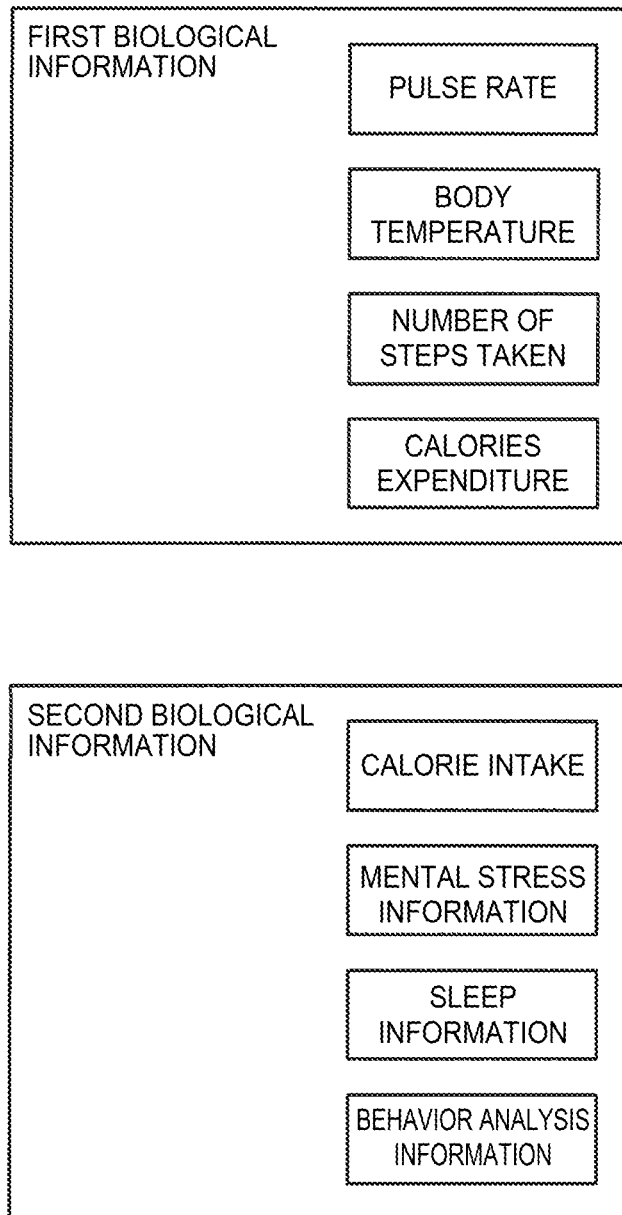 FIRST BIOLOGICAL
INFORMATION
PULSE RATE
BODY
TEMPERATURE
NUMBER OF
STEPS TAKEN
CALORIES
EXPENDITURE
SECOND BIOLOGICAL
INFORMATION
CALORIE INTAKE
MENTAL STRESS
INFORMATION
SLEEP
INFORMATION
BEHAVIOR ANALYSIS
INFORMATION